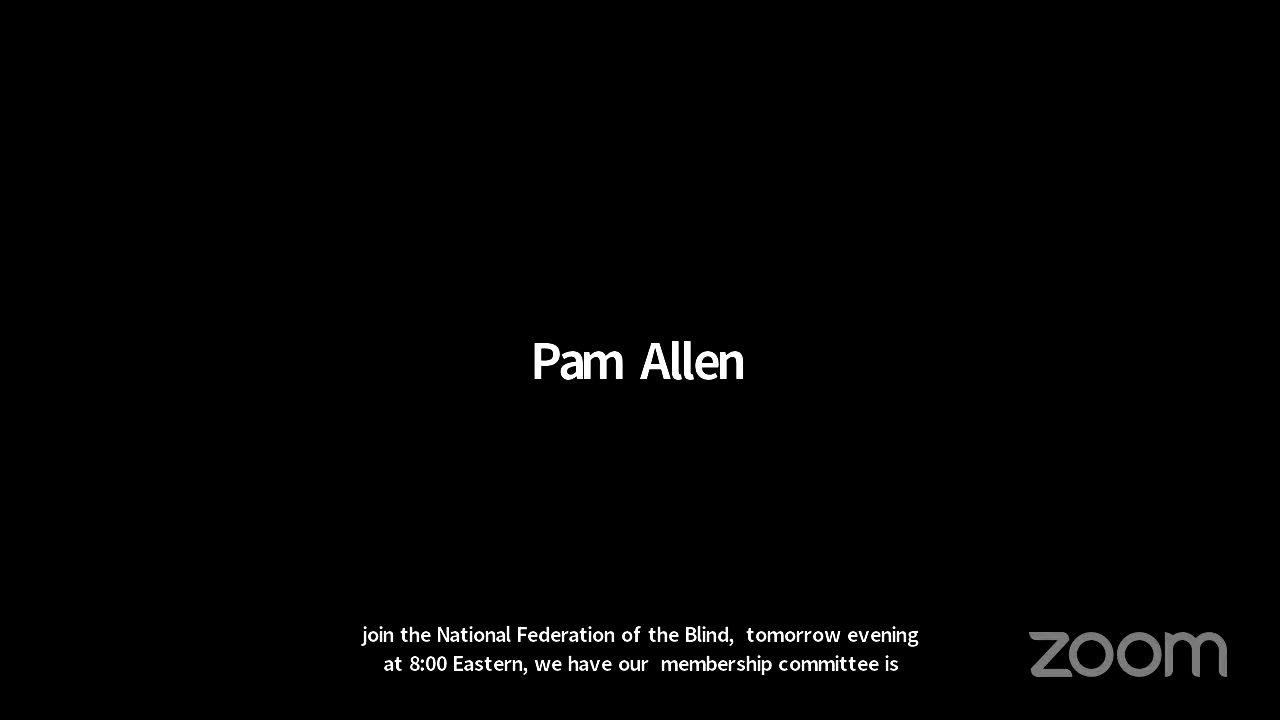 Pam Allen
join the National Federation of the Blind, tomorrow evening
at 8:00 Eastern, we have our membership committee is
zoom